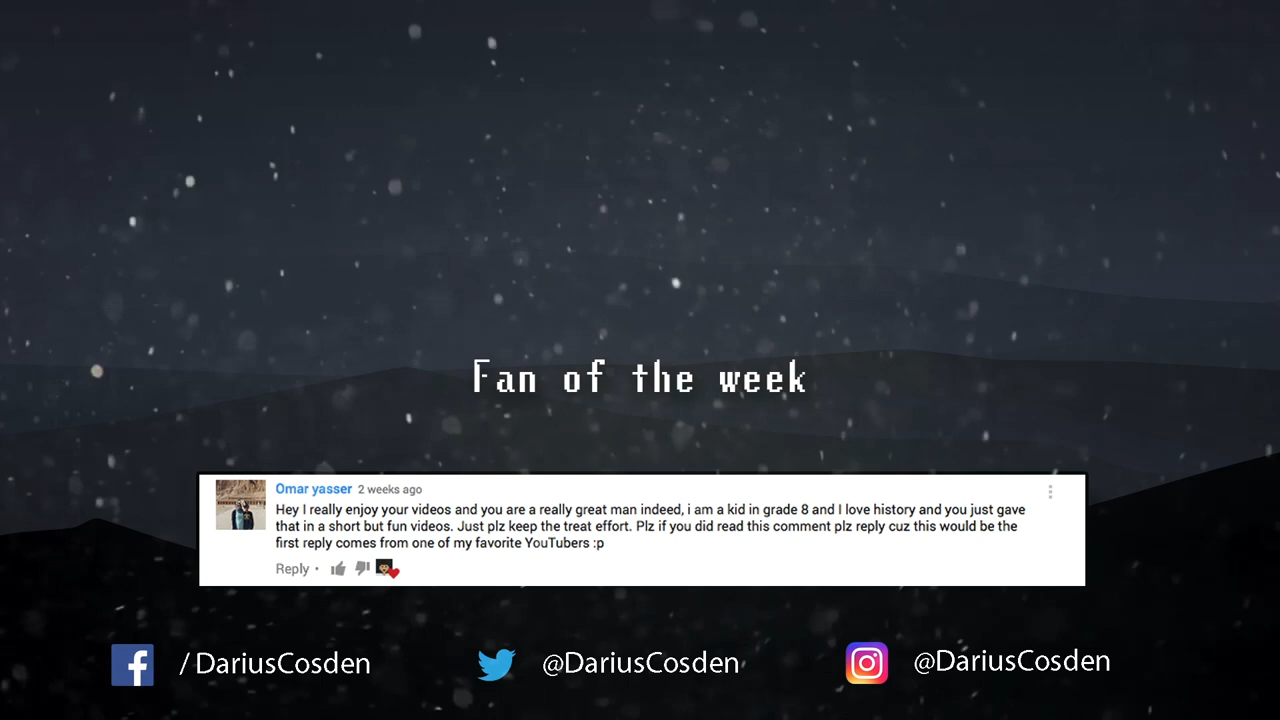 Fan of the week
Omar yasser 2 weeks ago
Hey I really enjoy your videos and you are a really great man indeed, i am a kid in grade 8 and I love history and you just gave
that in a short but fun videos. Just plz keep the treat effort. Plz if you did read this comment plz reply cuz this would be the
first reply comes from one of my favorite YouTubers :p
Reply •
/DariusCosden
@DariusCosden
@DariusCosden